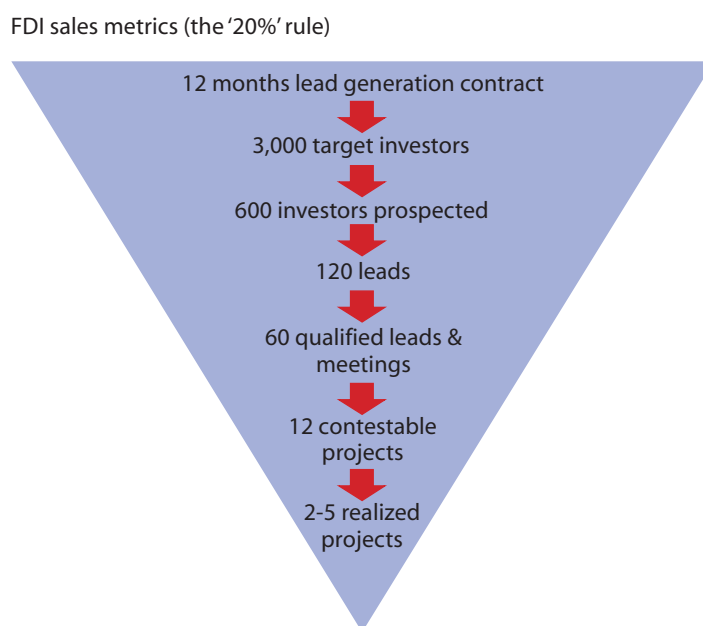 FDI sales metrics (the ‘20%’ rule)
12 months lead generation contract
3,000 target investors
600 investors prospected
120 leads
60 qualified leads &
meetings
12 contestable
projects
2-5 realized
projects